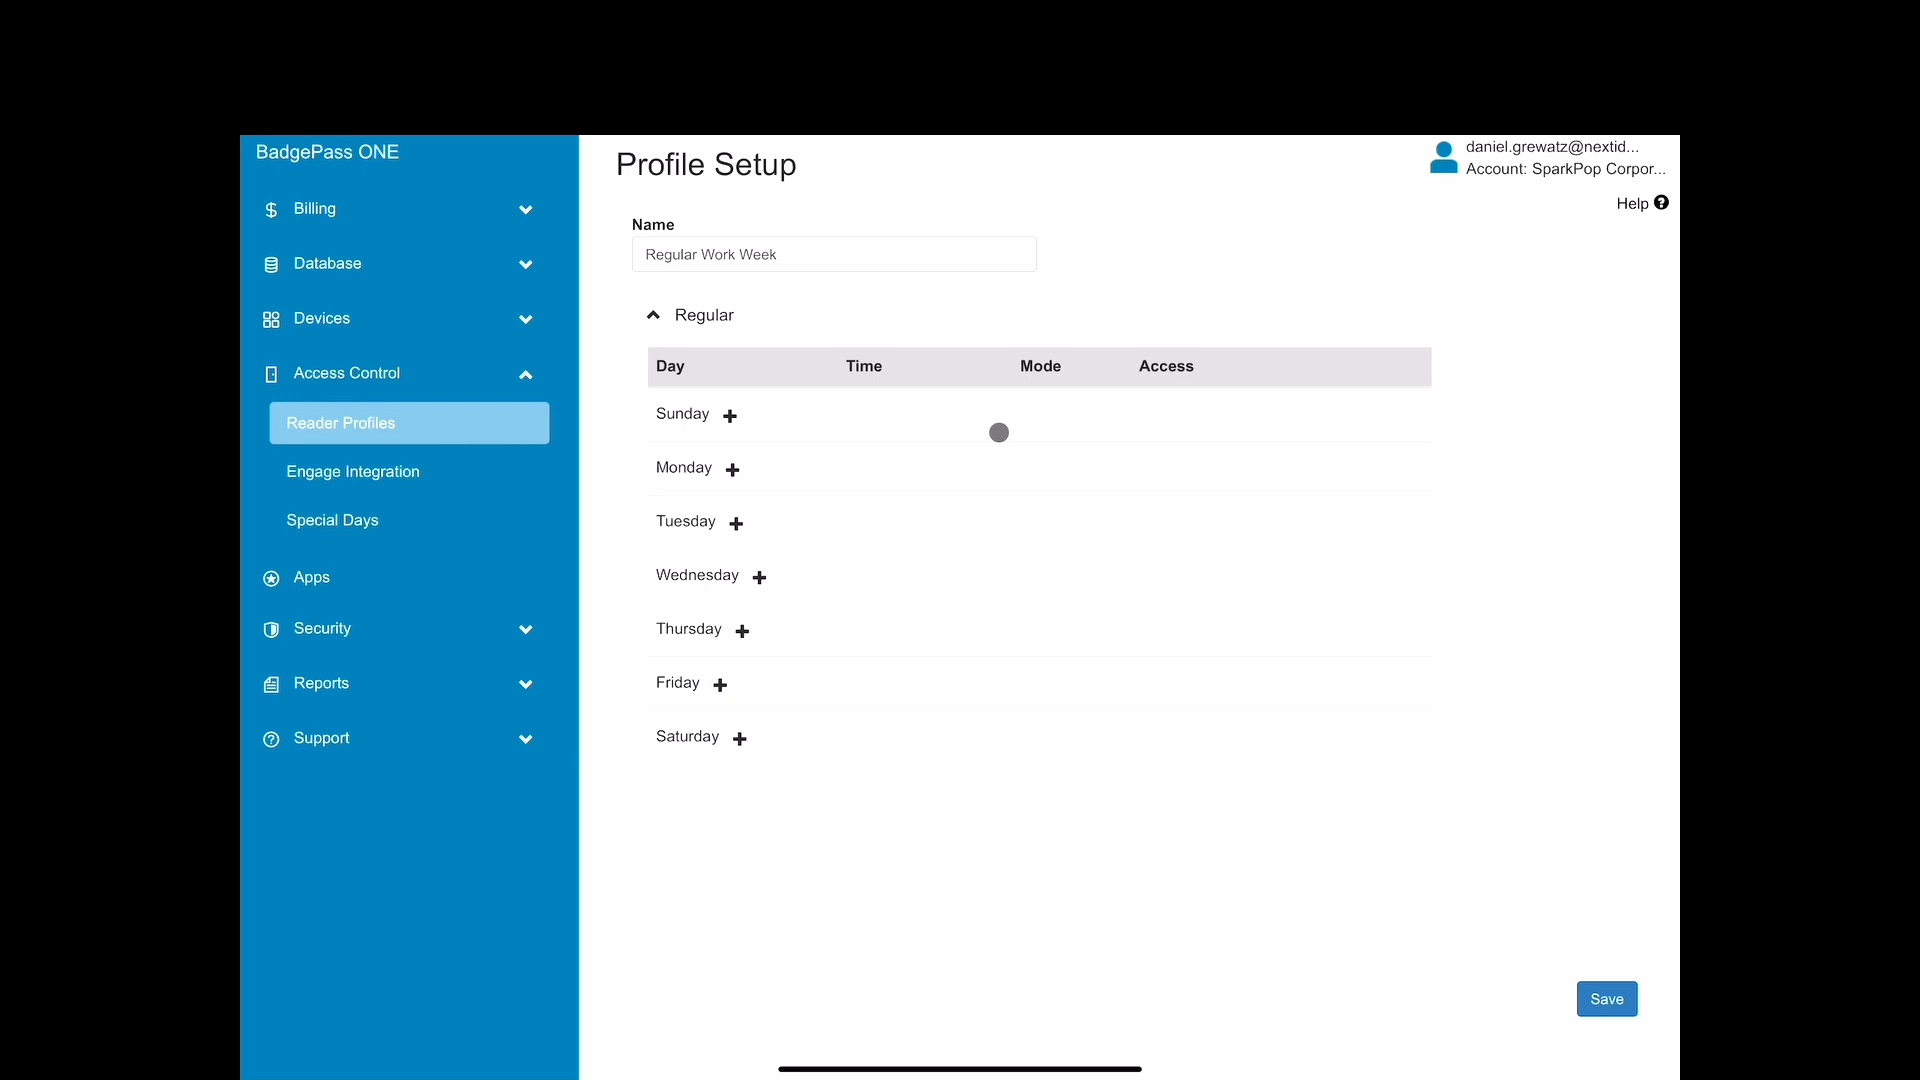 BadgePass ONE
Billing
Database
Devices
Access Control
Reader Profiles
Engage Integration
Special Days
Apps
Security
Reports
Support
Profile Setup
daniel.grewatz@nextid...
Account: SparkPop Corpor...
Help
Name
Regular Work Week
Regular
Day Time Mode Access
Sunday
Monday
Tuesday
Wednesday
Thursday
Friday
Saturday
Save